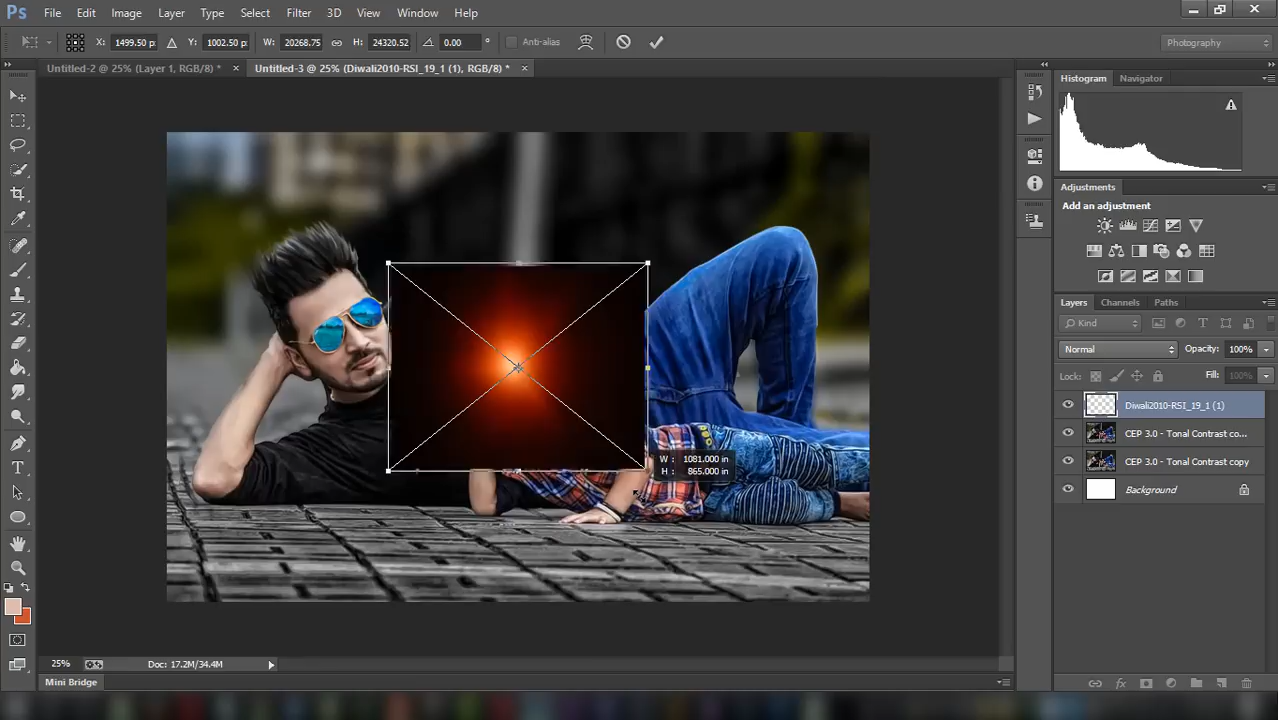 Ps File Edit Image Layer Type Select Filter 3D View Window Help
X: 1499.50 p: Y: 1002.50 p: W: 20268.75 H: 24320.52 0.00 ° Anti-alias Photography
Untitled-2 @ 25% (Layer 1, RGB/8) * × Untitled-3 @ 25% (Diwali2010-RSI_19_1 (1), RGB/8) * ×
Histogram Navigator
Adjustments
Add an adjustment
Layers Channels Paths
Kind
Normal Opacity: 100%
Lock: Fill: 100%
Diwali2010-RSI_19_1 (1)
CEP 3.0 - Tonal Contrast co...
CEP 3.0 - Tonal Contrast copy
Background
W : 1081.000 in
H : 865.000 in
25% Doc: 17.2M/34.4M
Mini Bridge